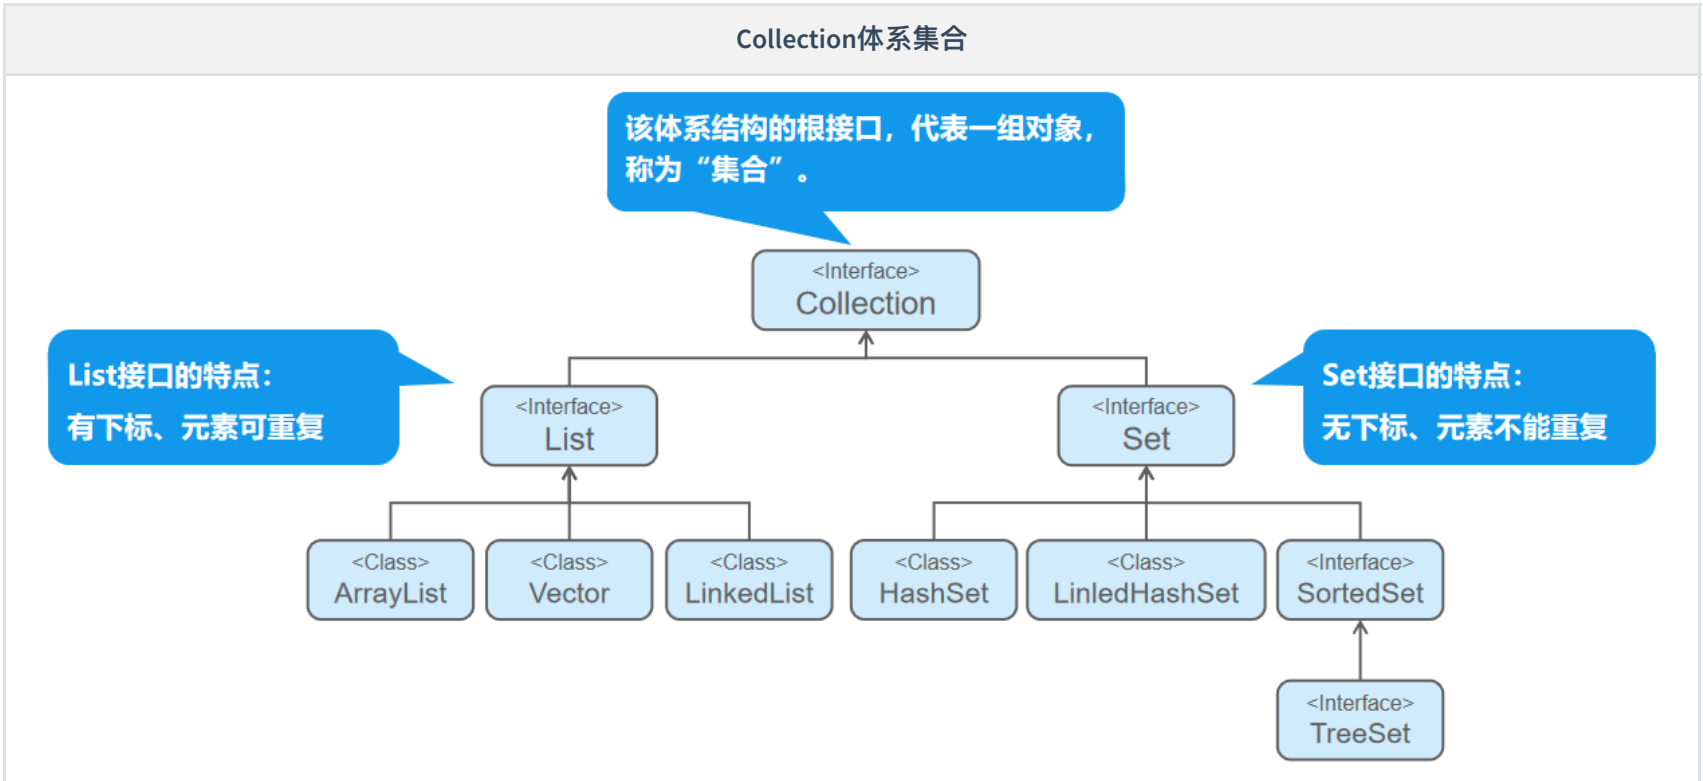 Collection体系集合
该体系结构的根接口，代表一组对象，
称为“集合”。
<Interface>
Collection
List接口的特点：
有下标、元素可重复
<Interface>
List
<Interface>
Set
Set接口的特点：
无下标、元素不能重复
<Class>
ArrayList
<Class>
Vector
<Class>
LinkedList
<Class>
HashSet
<Class>
LinledHashSet
<Interface>
SortedSet
<Interface>
TreeSet